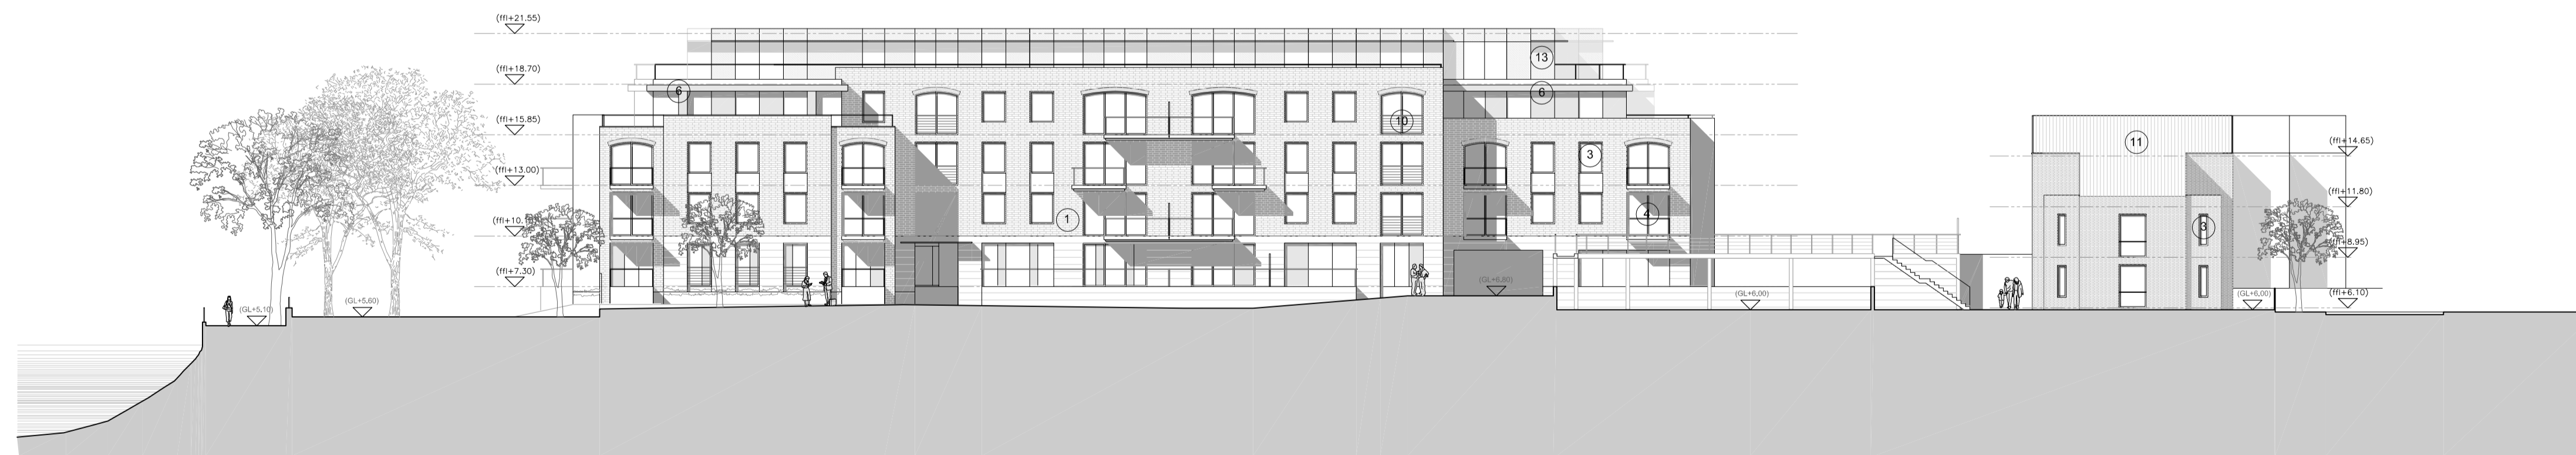 (ffl+21.55)
13
(ffl+18.70)
6
6
(ffl+15.85)
10
11
(ffl+14.65)
3
(ffl+13.00)
(ffl+11.80)
4
1
3
(ffl+8.95)
(ffl+7.30)
(GL+6,80)
(GL+5,60)
(GL+6,00)
(GL+6,00)
(ffl+6.10)
(GL+5,10)